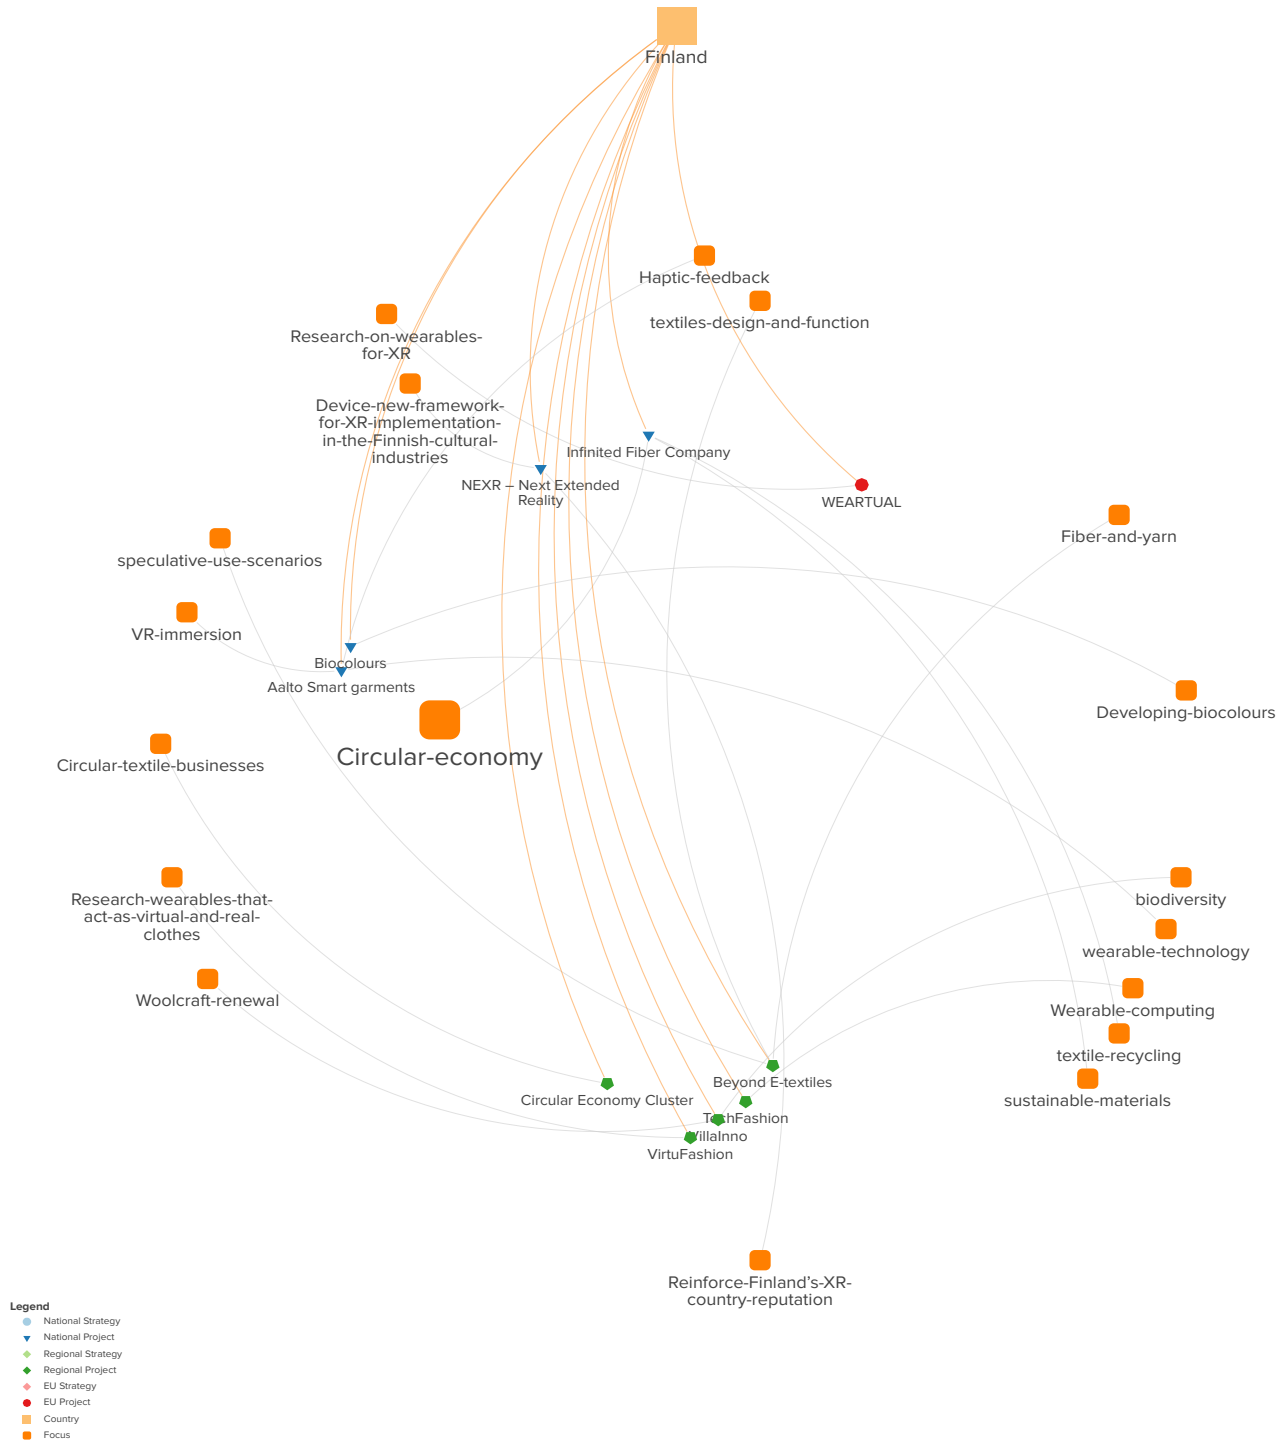 Finland
Haptic-feedback
textiles-design-and-function
Research-on-wearables-
for-XR
Device-new-framework-
for-XR-implementation-
in-the-Finnish-cultural-
industries
Infinited Fiber Company
NEXR – Next Extended
Reality
WEARTUAL
Fiber-and-yarn
speculative-use-scenarios
VR-immersion
Biocolours
Aalto Smart garments
Developing-biocolours
Circular-economy
Circular-textile-businesses
Research-wearables-that-
act-as-virtual-and-real-
clothes
biodiversity
wearable-technology
Woolcraft-renewal
Wearable-computing
textile-recycling
sustainable-materials
Beyond E-textiles
Circular Economy Cluster
TechFashion
VillaInno
VirtuFashion
Reinforce-Finland’s-XR-
country-reputation
Legend
National Strategy
National Project
Regional Strategy
Regional Project
EU Strategy
EU Project
Country
Focus